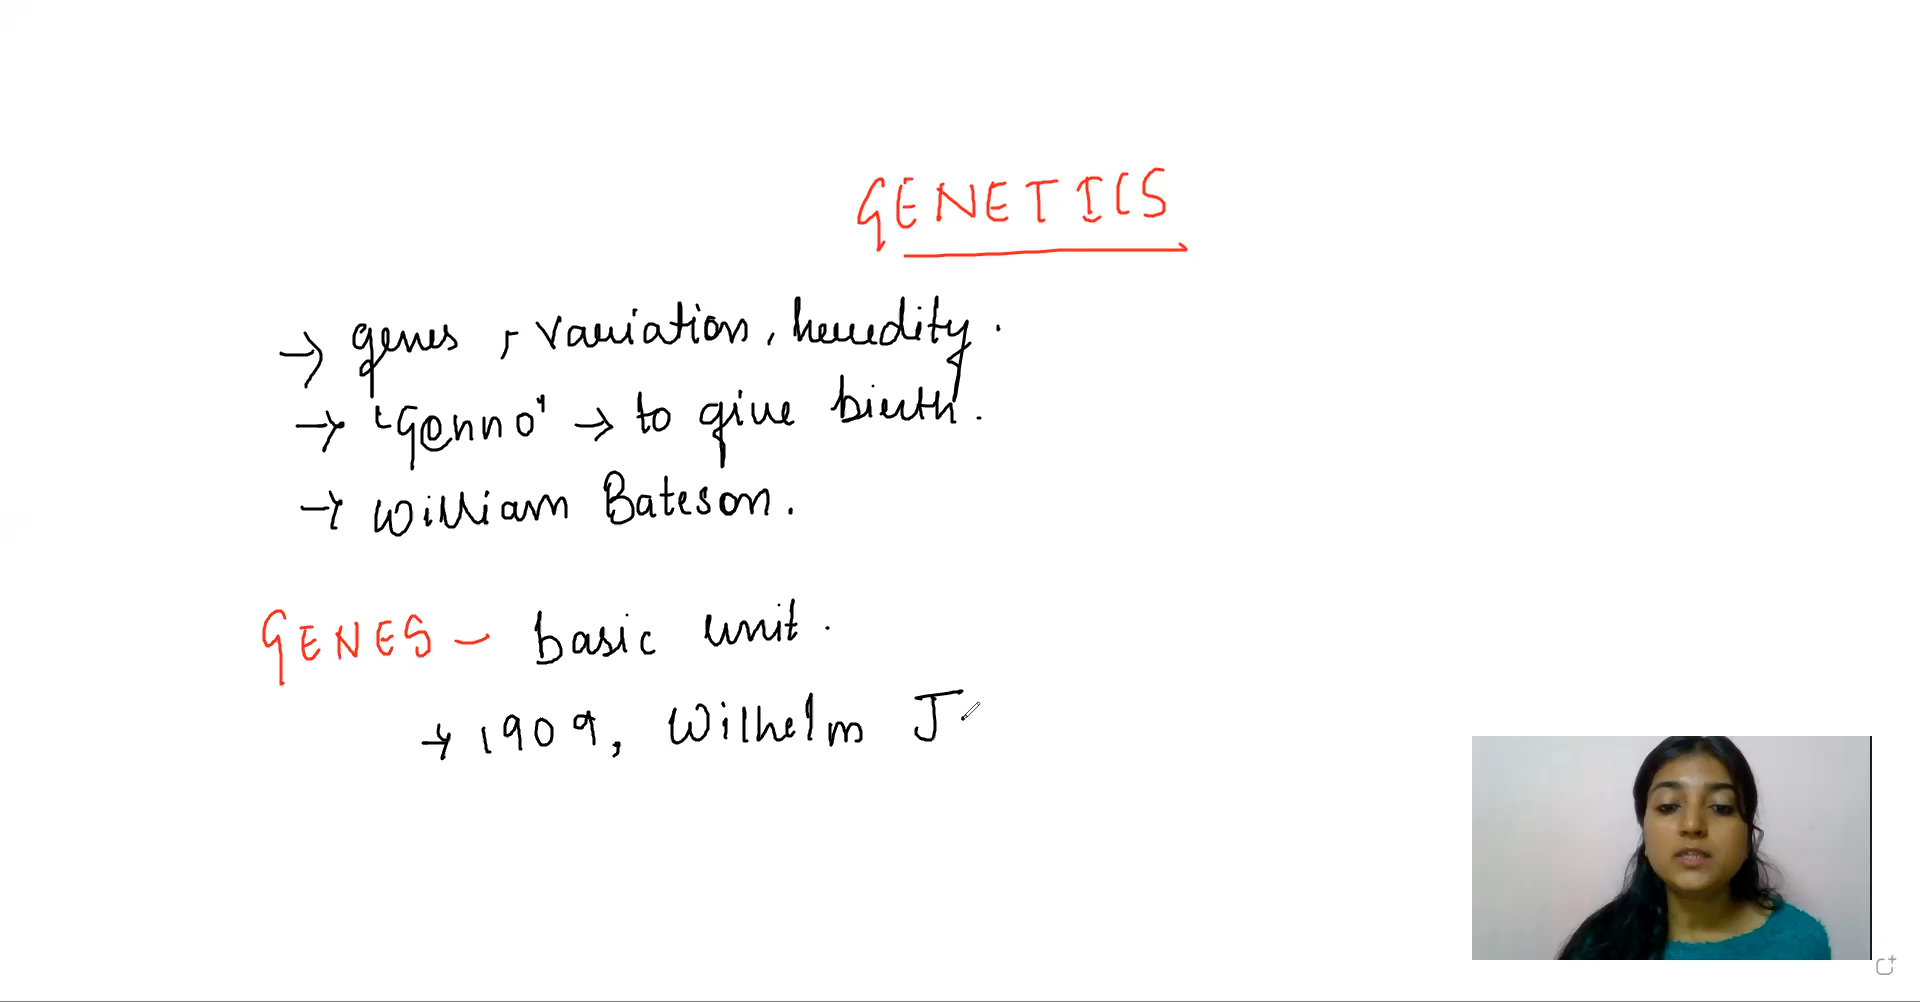 GENETICS
→ genes, variation, heredity.
→ "Genno" → to give birth.
→ William Bateson.
GENES - basic unit.
→ 1909, Wilhelm J